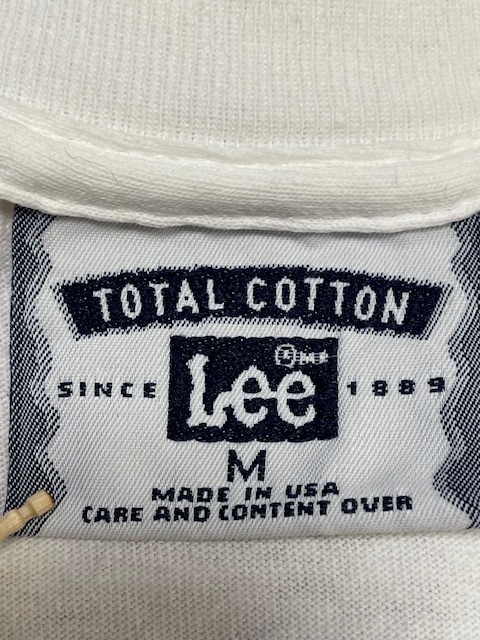 TOTAL COTTON
Lee
SINCE 1889
M
MADE IN USA
CARE AND CONTENT OVER